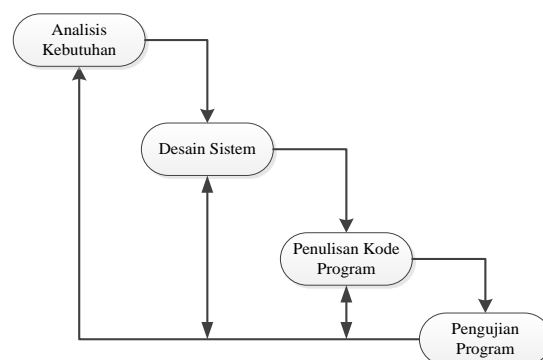 Analisis
Kebutuhan
Desain Sistem
Penulisan Kode
Program
Pengujian
Program